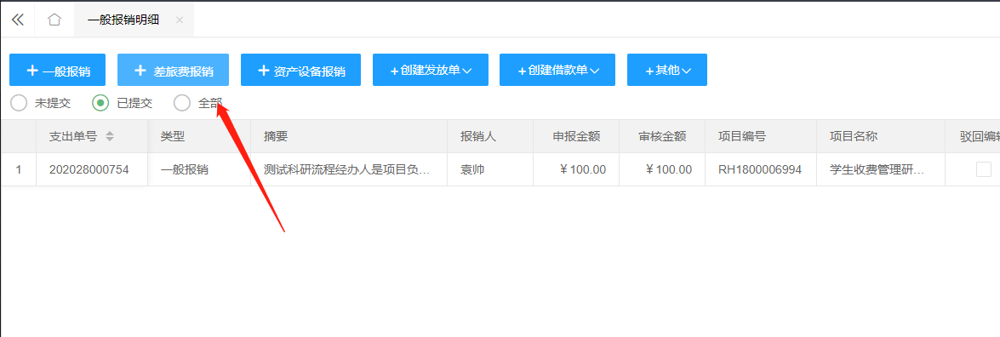 一般报销明细 ×
+ 一般报销 + 差旅费报销 + 资产设备报销 +创建发放单 +创建借款单 +其他
未提交 已提交 全部
支出单号 类型 摘要 报销人 申报金额 审核金额 项目编号 项目名称 驳回编辑
1 202028000754 一般报销 测试科研流程经办人是项目负... 袁帅 ¥100.00 ¥100.00 RH1800006994 学生收费管理研...